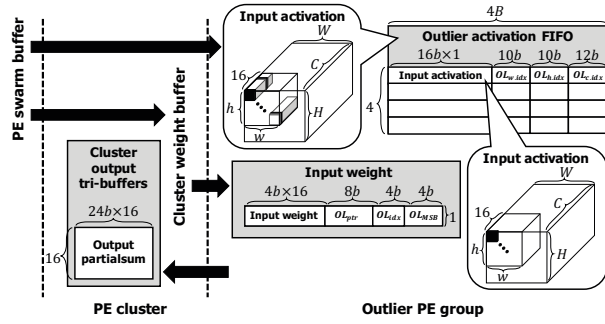 PE swarm buffer
Cluster weight buffer
Input activation
W
C
16
h
w
H
4B
Outlier activation FIFO
16b×1
10b
10b
12b
Input activation
OLw.idx
OLh.idx
OLc.idx
4
Input activation
W
C
16
h
w
H
Cluster
output
tri-buffers
24b×16
16
Output
partialsum
Input weight
4b×16
8b
4b
4b
Input weight
OLptr
OLidx
OLMSB
1
PE cluster
Outlier PE group